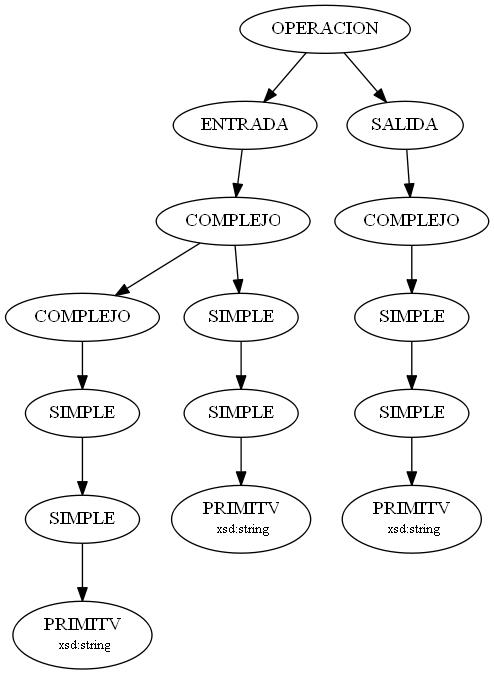 OPERACION
ENTRADA
SALIDA
COMPLEJO
COMPLEJO
COMPLEJO
SIMPLE
SIMPLE
SIMPLE
SIMPLE
SIMPLE
SIMPLE
PRIMITV
xsd:string
PRIMITV
xsd:string
PRIMITV
xsd:string